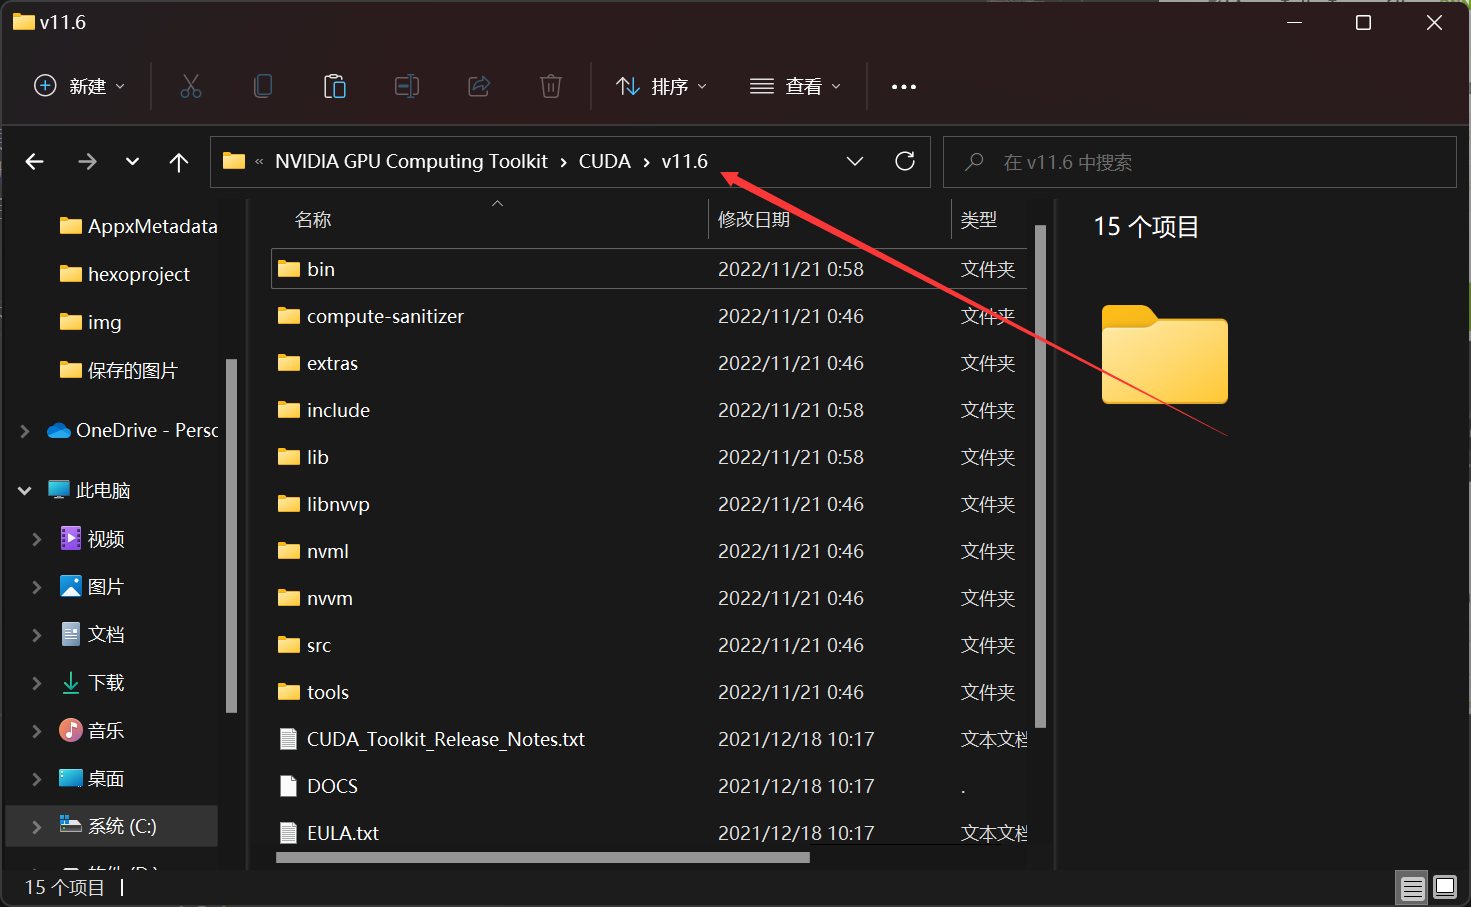 v11.6
新建
排序
查看
« NVIDIA GPU Computing Toolkit › CUDA › v11.6
在 v11.6 中搜索
AppxMetadata
hexoproject
img
保存的图片
OneDrive - Persc
此电脑
视频
图片
文档
下载
音乐
桌面
系统 (C:)
名称 修改日期 类型
bin 2022/11/21 0:58 文件夹
compute-sanitizer 2022/11/21 0:46 文件夹
extras 2022/11/21 0:46 文件夹
include 2022/11/21 0:58 文件夹
lib 2022/11/21 0:58 文件夹
libnvvp 2022/11/21 0:46 文件夹
nvml 2022/11/21 0:46 文件夹
nvvm 2022/11/21 0:46 文件夹
src 2022/11/21 0:46 文件夹
tools 2022/11/21 0:46 文件夹
CUDA_Toolkit_Release_Notes.txt 2021/12/18 10:17 文本文档
DOCS 2021/12/18 10:17 .
EULA.txt 2021/12/18 10:17 文本文档
15 个项目
15 个项目